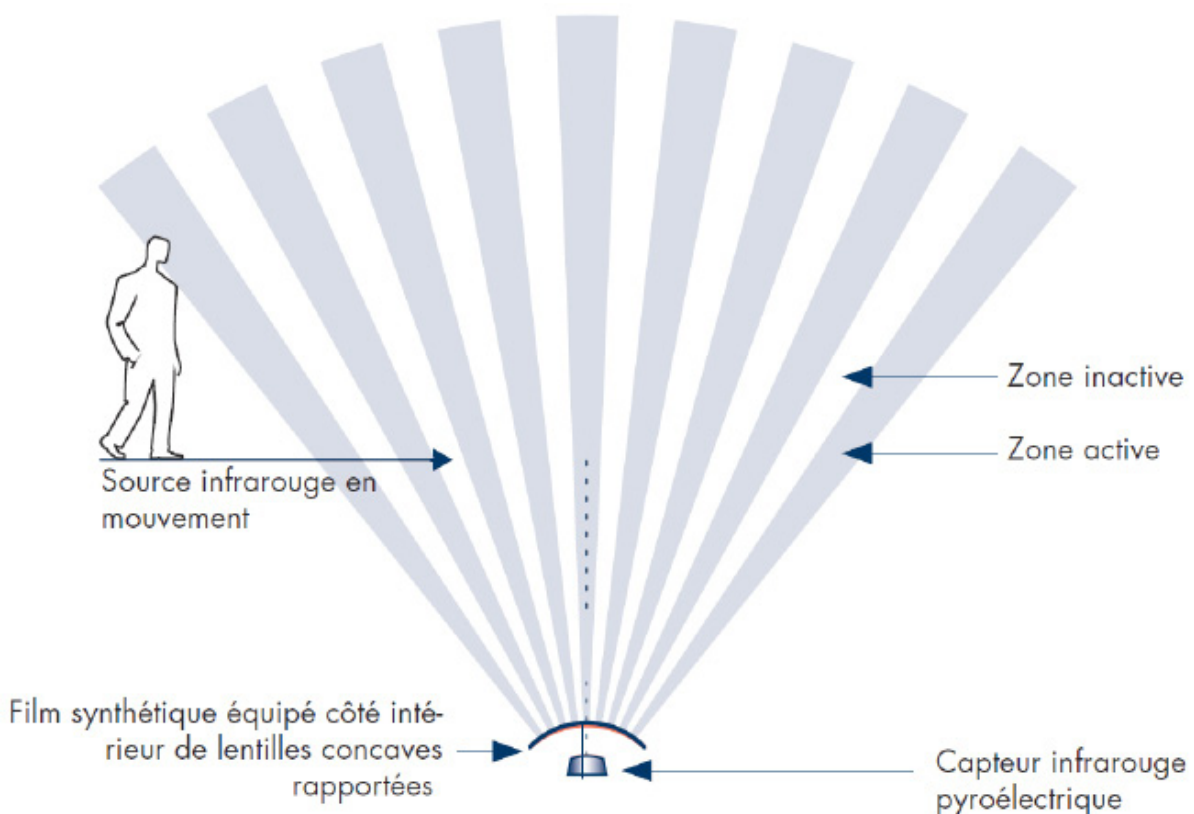 Zone inactive
Zone active
Source infrarouge en
mouvement
Film synthétique équipé côté inté-
rieur de lentilles concaves
rapportées
Capteur infrarouge
pyroélectrique